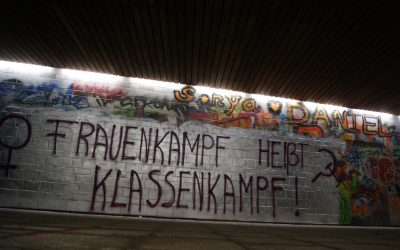 Sorya ♥ DANIEL
FRAUENKAMPF HEIßT
KLASSENKAMPF!